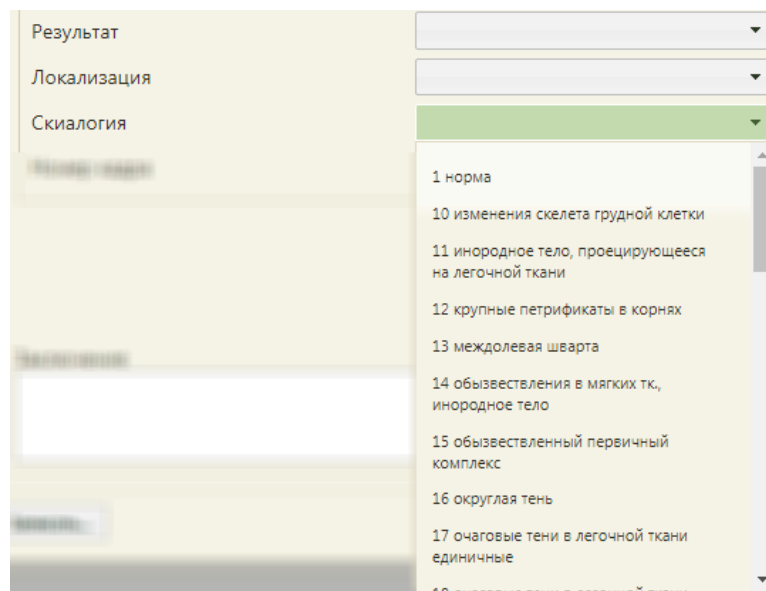 Результат
Локализация
Скиалогия
1 норма
10 изменения скелета грудной клетки
11 инородное тело, проецирующееся
на легочной ткани
12 крупные петрификаты в корнях
13 междолевая шварта
14 обызвествления в мягких тк.,
инородное тело
15 обызвествленный первичный
комплекс
16 округлая тень
17 очаговые тени в легочной ткани
единичные